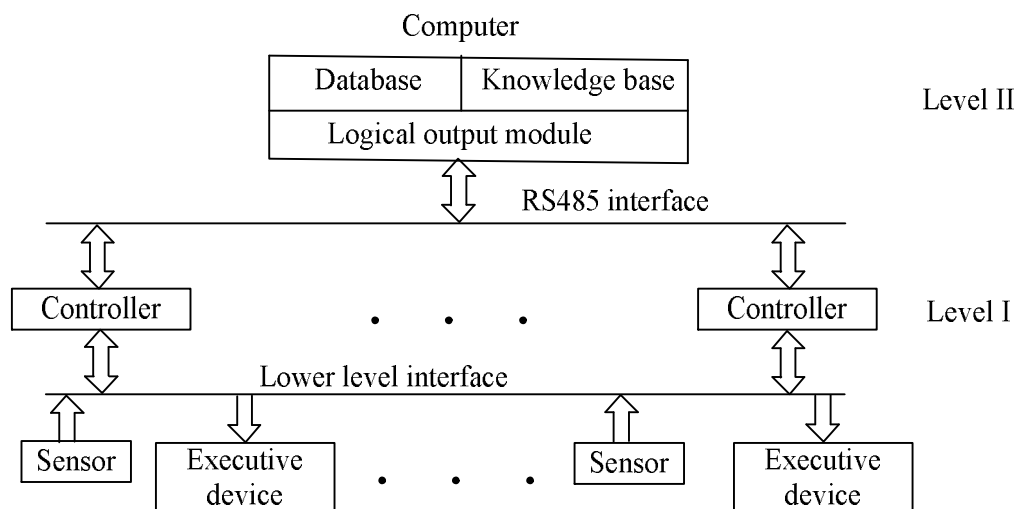 Computer
Database
Knowledge base
Level II
Logical output module
RS485 interface
Controller
Controller
Level I
Lower level interface
Sensor
Executive
device
Sensor
Executive
device